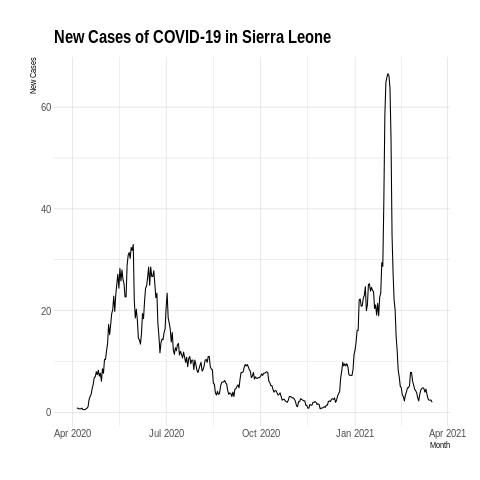 New Cases of COVID-19 in Sierra Leone
New Cases
60
40
20
0
Apr 2020 Jul 2020 Oct 2020 Jan 2021 Apr 2021
Month